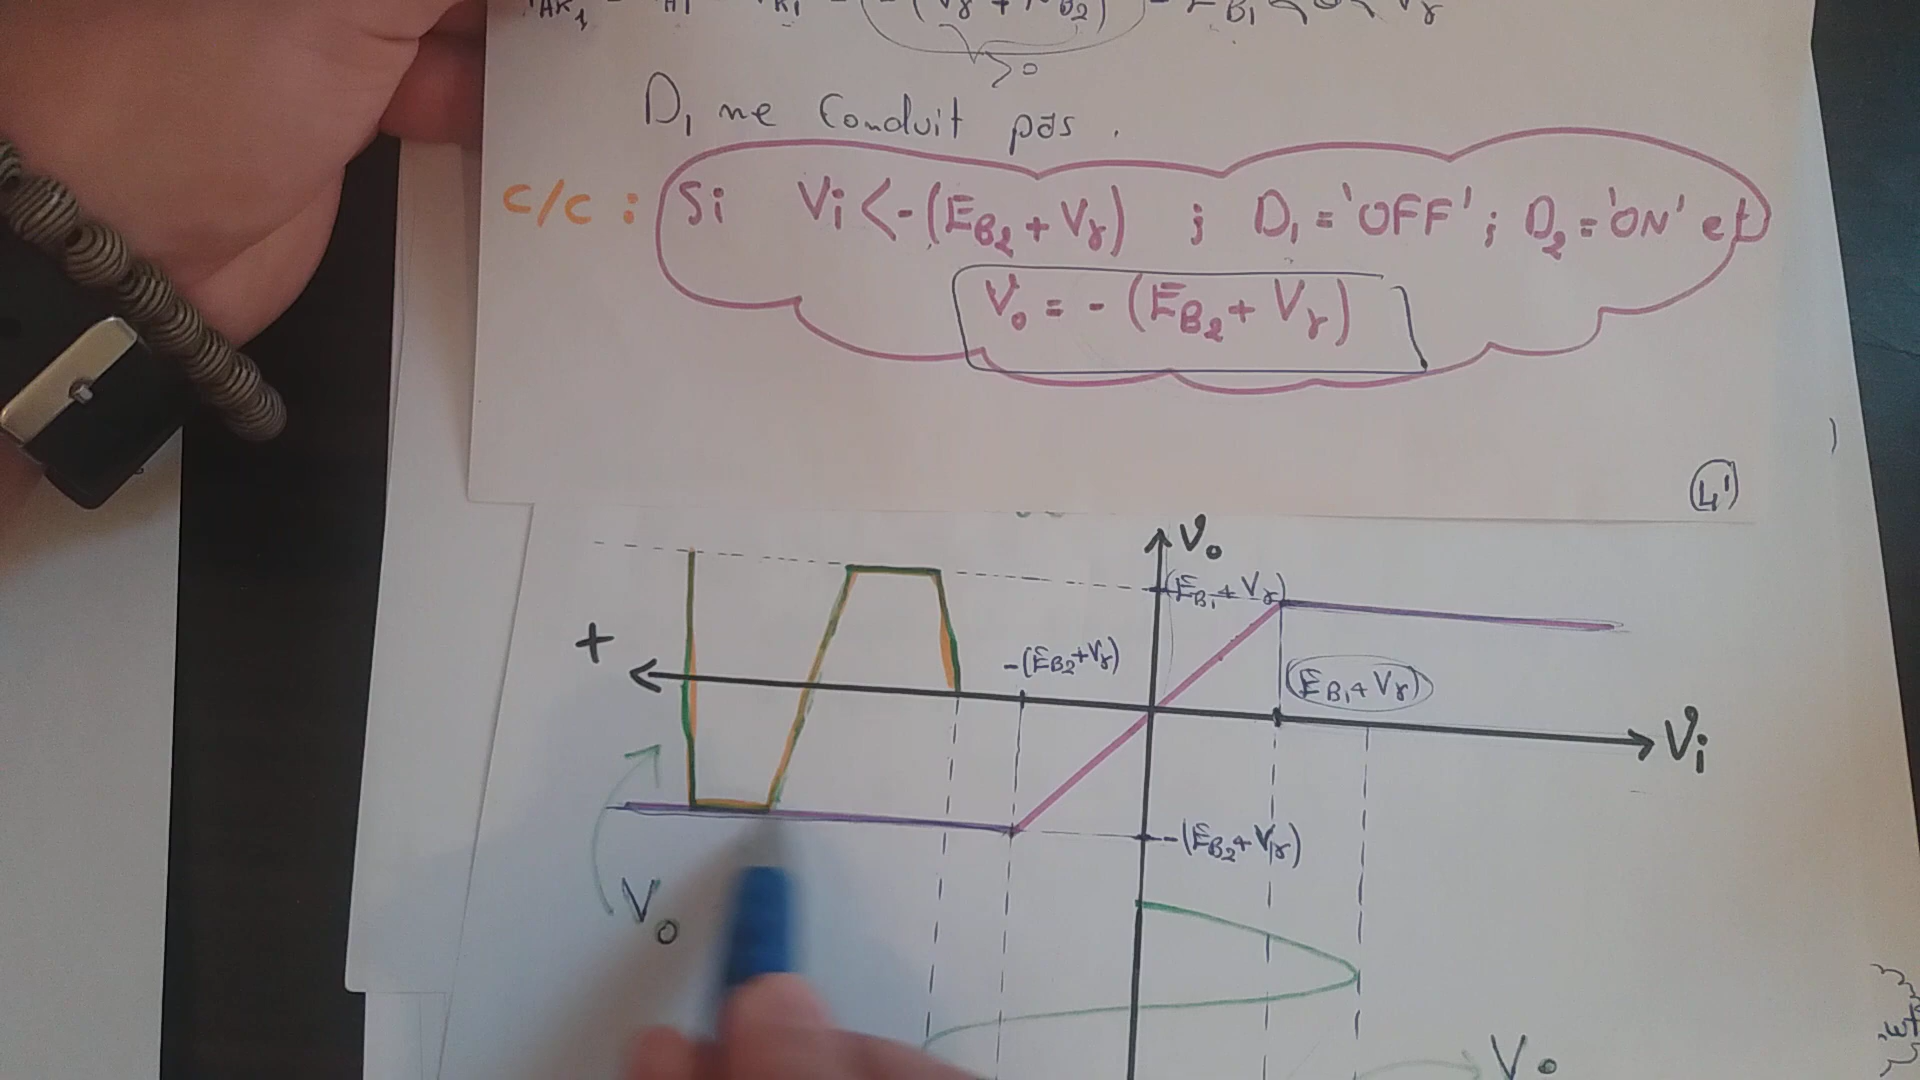 D₁ ne Conduit pas .
C/C : Si Vi < -(E_B₂ + Vγ) ; D₁ = 'OFF' ; D₂ = 'ON' et
V₀ = - (E_B₂ + Vγ)
4'
V₀
(E_B₁ + Vγ)
+
-(E_B₂+Vγ)
(E_B₁+Vγ)
Vi
-(E_B₂+Vγ)
V₀
V₀